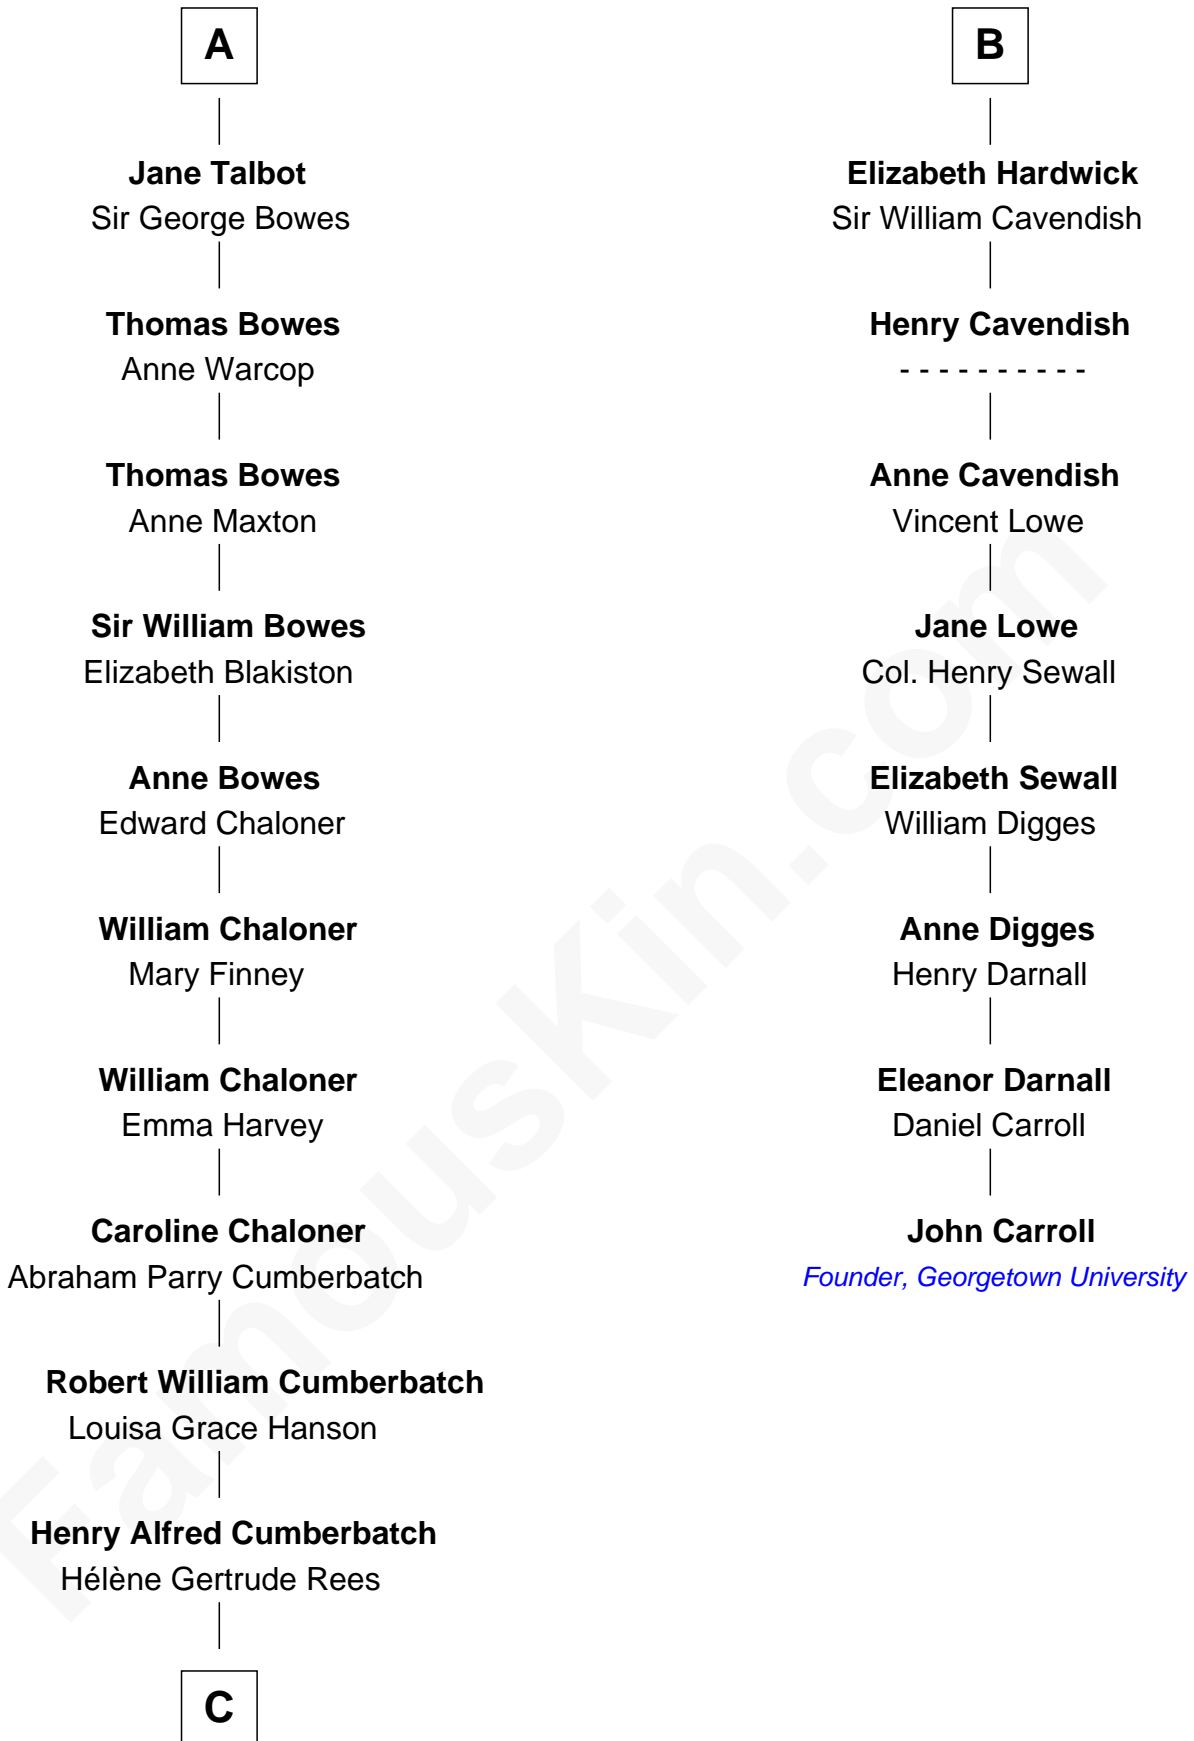 A
Jane Talbot
Sir George Bowes
Thomas Bowes
Anne Warcop
Thomas Bowes
Anne Maxton
Sir William Bowes
Elizabeth Blakiston
Anne Bowes
Edward Chaloner
William Chaloner
Mary Finney
William Chaloner
Emma Harvey
Caroline Chaloner
Abraham Parry Cumberbatch
Robert William Cumberbatch
Louisa Grace Hanson
Henry Alfred Cumberbatch
Hélène Gertrude Rees
C
B
Elizabeth Hardwick
Sir William Cavendish
Henry Cavendish
- - - - - - - - - -
Anne Cavendish
Vincent Lowe
Jane Lowe
Col. Henry Sewall
Elizabeth Sewall
William Digges
Anne Digges
Henry Darnall
Eleanor Darnall
Daniel Carroll
John Carroll
Founder, Georgetown University
FamousKin.com